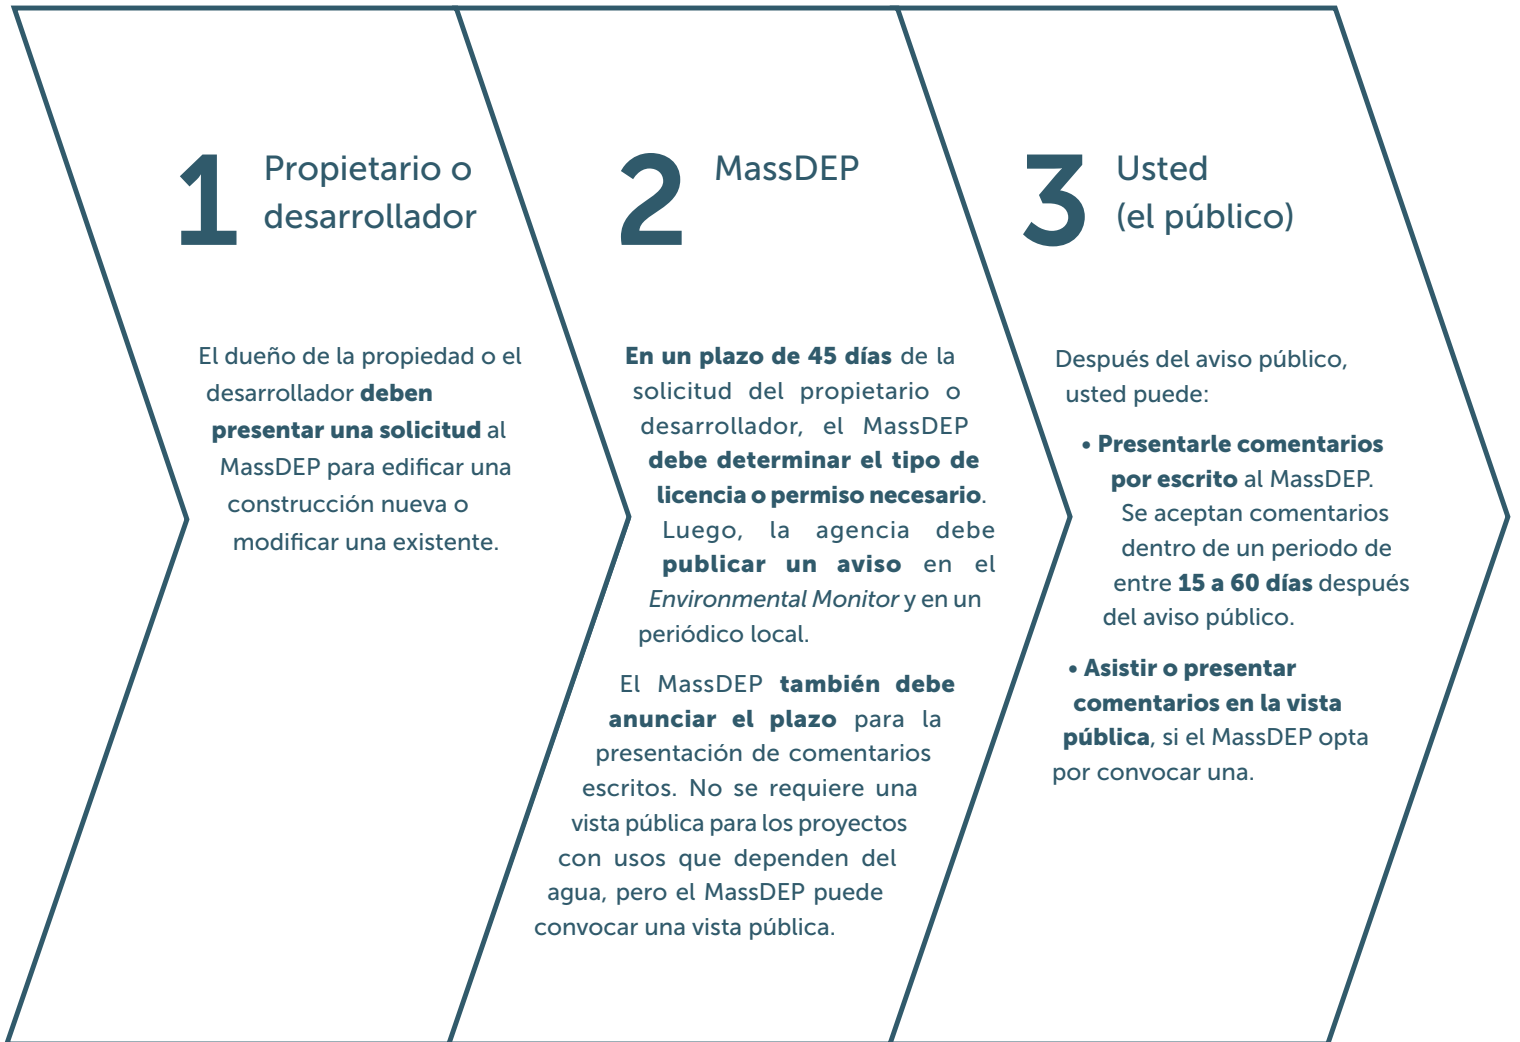 1
Propietario o
desarrollador
El dueño de la propiedad o el
desarrollador deben
presentar una solicitud al
MassDEP para edificar una
construcción nueva o
modificar una existente.
2
MassDEP
En un plazo de 45 días de la
solicitud del propietario o
desarrollador, el MassDEP
debe determinar el tipo de
licencia o permiso necesario.
Luego, la agencia debe
publicar un aviso en el
Environmental Monitor y en un
periódico local.
El MassDEP también debe
anunciar el plazo para la
presentación de comentarios
escritos. No se requiere una
vista pública para los proyectos
con usos que dependen del
agua, pero el MassDEP puede
convocar una vista pública.
3
Usted
(el público)
Después del aviso público,
usted puede:
• Presentarle comentarios
por escrito al MassDEP.
Se aceptan comentarios
dentro de un periodo de
entre 15 a 60 días después
del aviso público.
• Asistir o presentar
comentarios en la vista
pública, si el MassDEP opta
por convocar una.